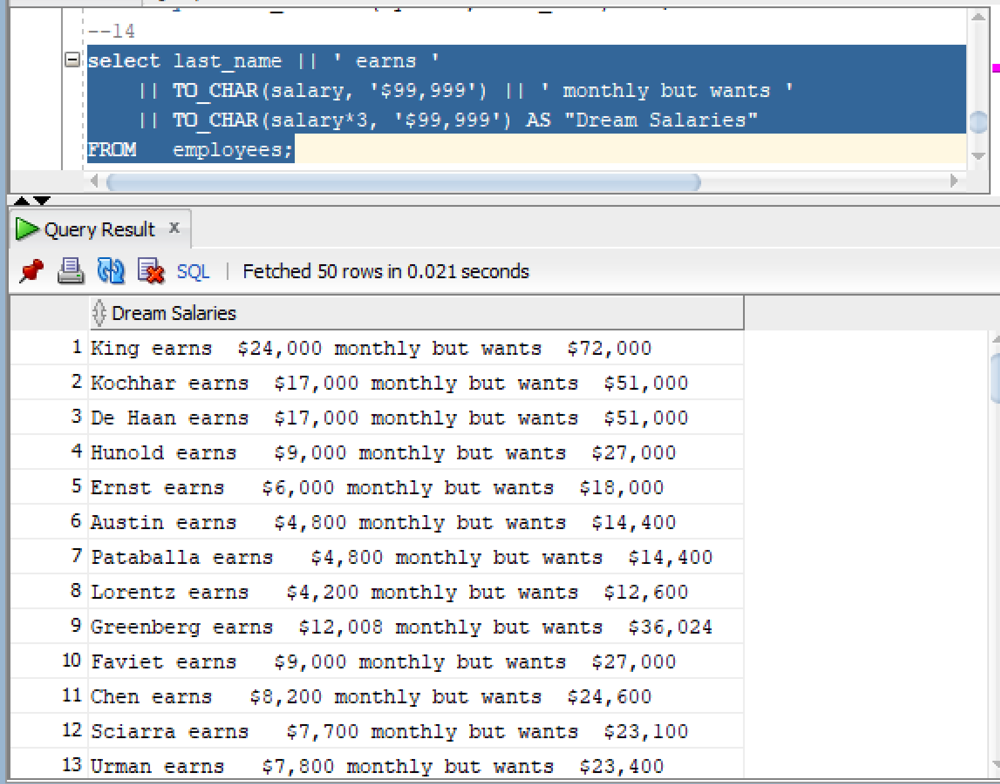 --14
select last_name || ' earns '
|| TO_CHAR(salary, '$99,999') || ' monthly but wants '
|| TO_CHAR(salary*3, '$99,999') AS "Dream Salaries"
FROM   employees;
Query Result x
SQL | Fetched 50 rows in 0.021 seconds
Dream Salaries
1 King earns  $24,000 monthly but wants  $72,000
2 Kochhar earns  $17,000 monthly but wants  $51,000
3 De Haan earns  $17,000 monthly but wants  $51,000
4 Hunold earns   $9,000 monthly but wants  $27,000
5 Ernst earns   $6,000 monthly but wants  $18,000
6 Austin earns   $4,800 monthly but wants  $14,400
7 Pataballa earns   $4,800 monthly but wants  $14,400
8 Lorentz earns   $4,200 monthly but wants  $12,600
9 Greenberg earns  $12,008 monthly but wants  $36,024
10 Faviet earns   $9,000 monthly but wants  $27,000
11 Chen earns   $8,200 monthly but wants  $24,600
12 Sciarra earns   $7,700 monthly but wants  $23,100
13 Urman earns   $7,800 monthly but wants  $23,400